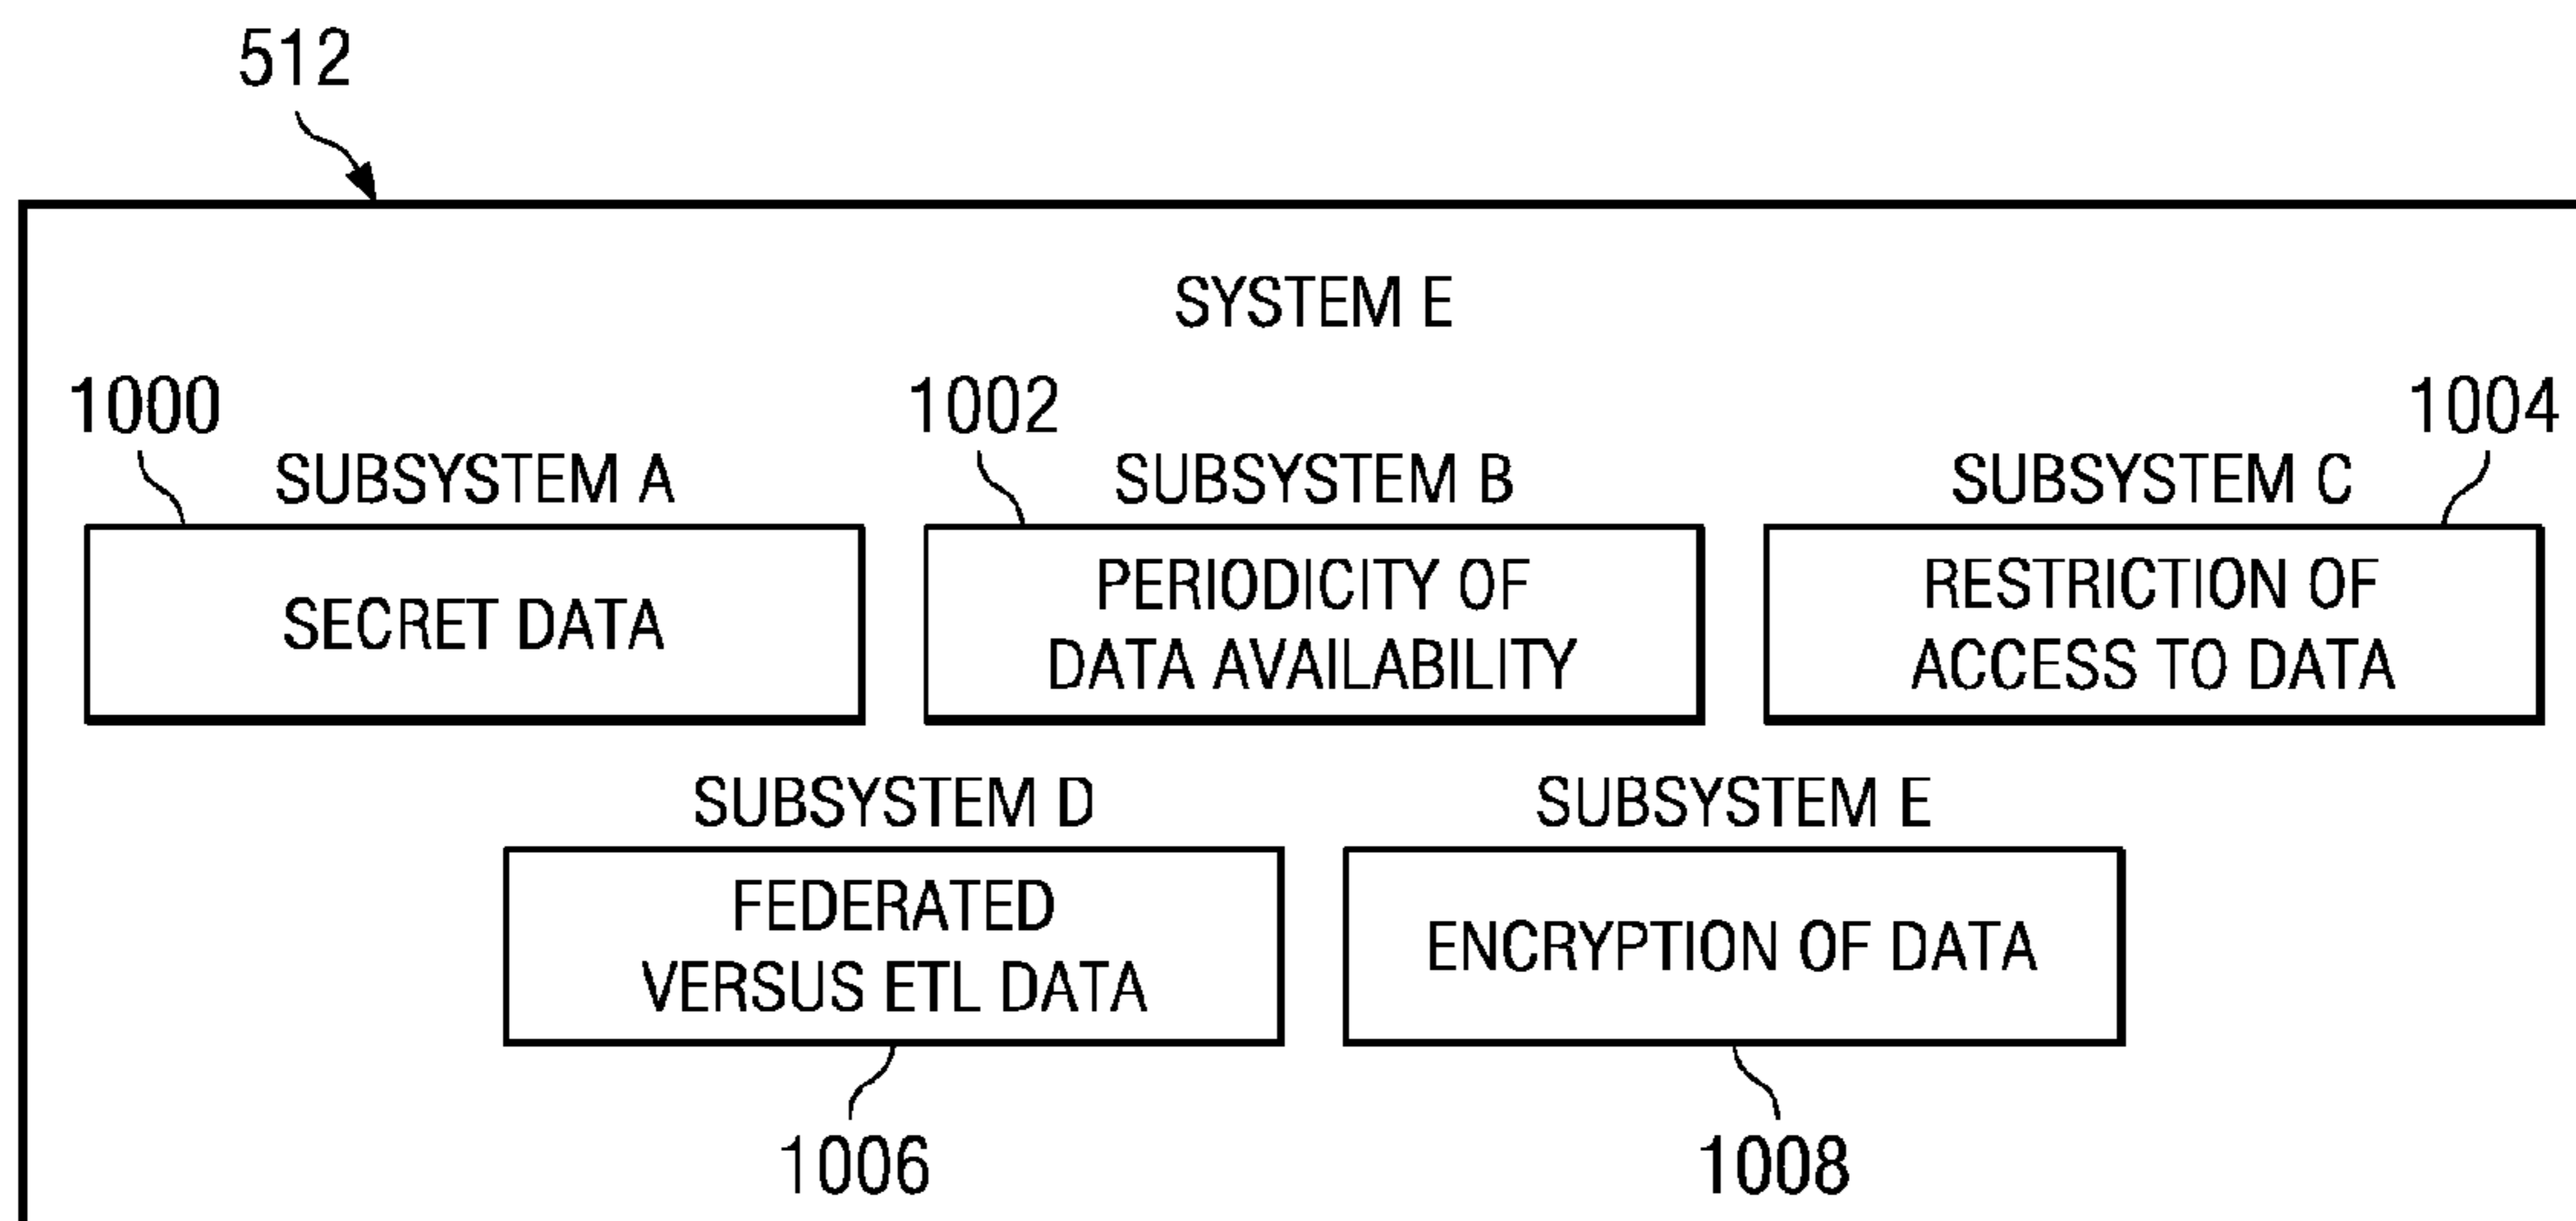 512
SYSTEM E
1000
1002
1004
SUBSYSTEM A
SUBSYSTEM B
SUBSYSTEM C
SECRET DATA
PERIODICITY OF
DATA AVAILABILITY
RESTRICTION OF
ACCESS TO DATA
SUBSYSTEM D
SUBSYSTEM E
FEDERATED
VERSUS ETL DATA
ENCRYPTION OF DATA
1006
1008